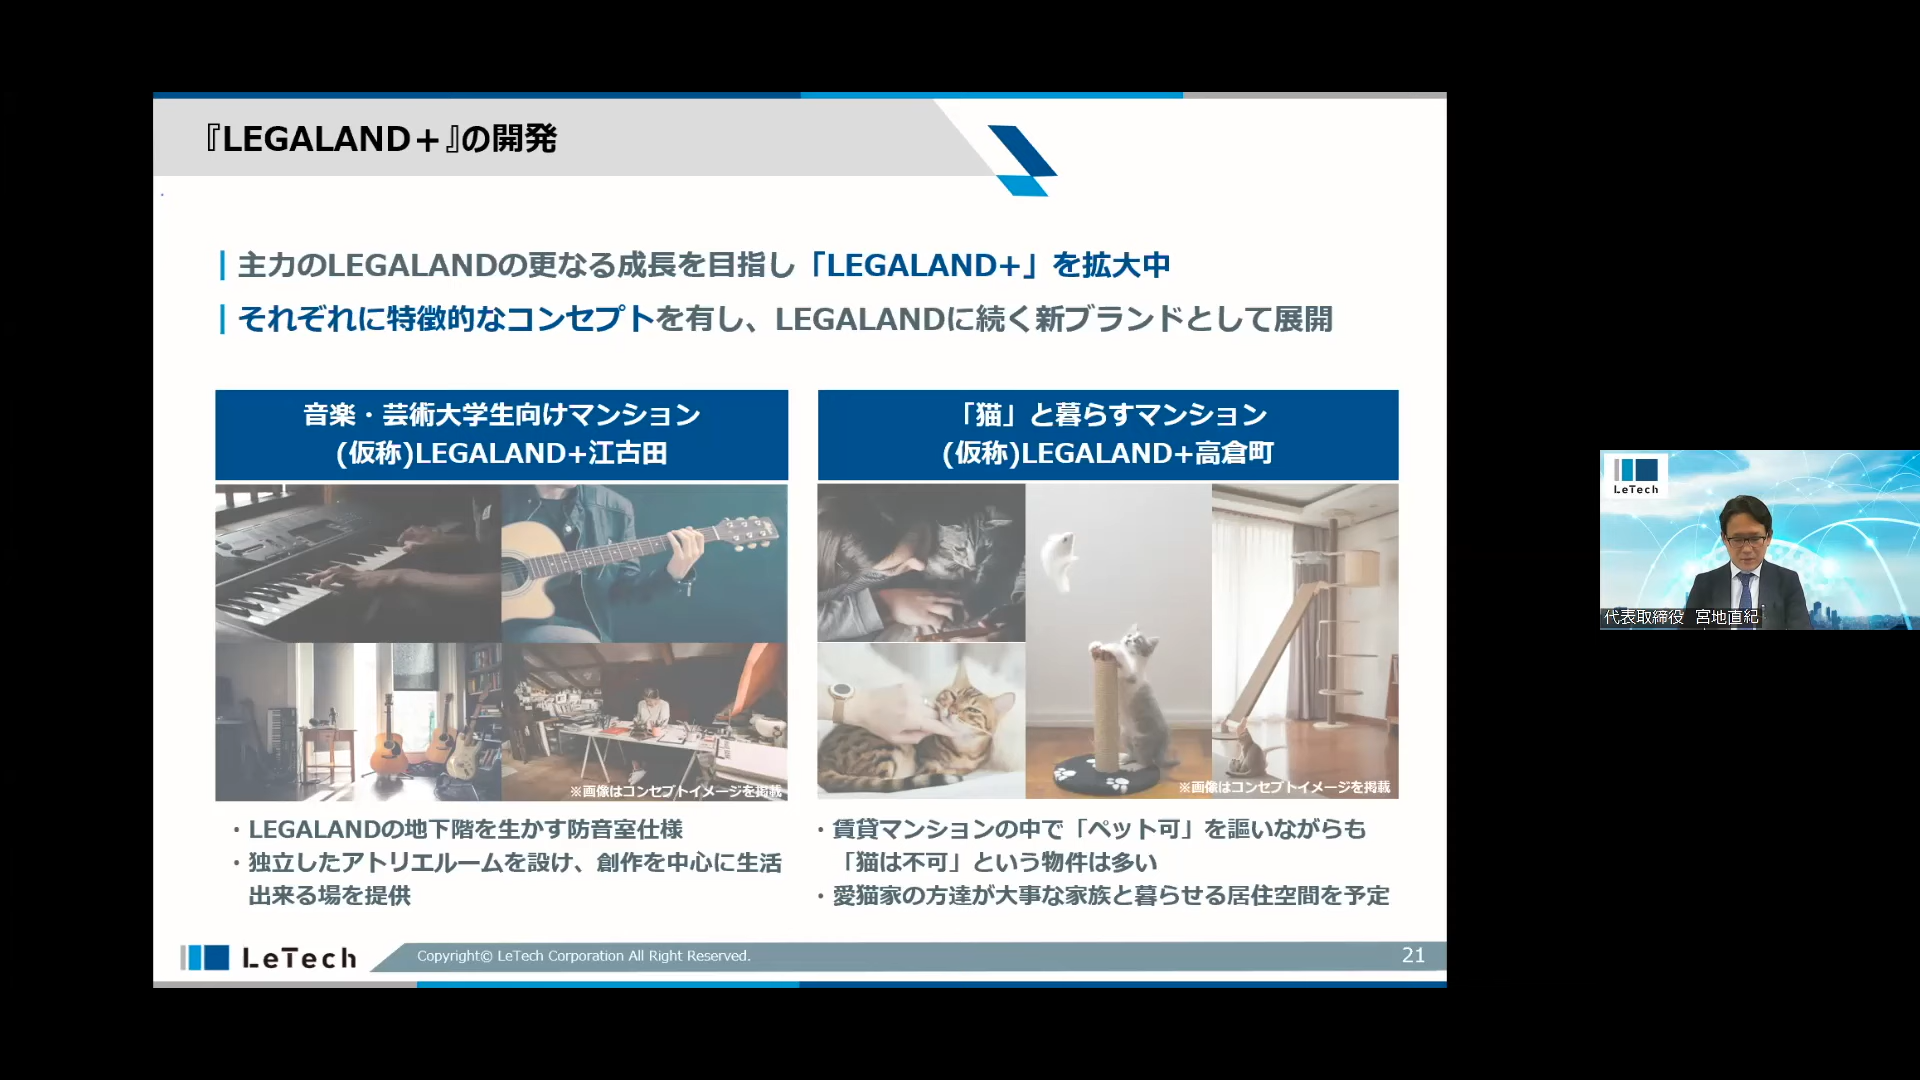 『LEGALAND＋』の開発
主力のLEGALANDの更なる成長を目指し「LEGALAND+」を拡大中
それぞれに特徴的なコンセプトを有し、LEGALANDに続く新ブランドとして展開
音楽・芸術大学生向けマンション
(仮称)LEGALAND+江古田
※画像はコンセプトイメージを掲載
・LEGALANDの地下階を生かす防音室仕様
・独立したアトリエルームを設け、創作を中心に生活
出来る場を提供
「猫」と暮らすマンション
(仮称)LEGALAND+高倉町
※画像はコンセプトイメージを掲載
・賃貸マンションの中で「ペット可」を謳いながらも
「猫は不可」という物件は多い
・愛猫家の方達が大事な家族と暮らせる居住空間を予定
LeTech
Copyright© LeTech Corporation All Right Reserved.
21
LeTech
代表取締役 宮地直紀